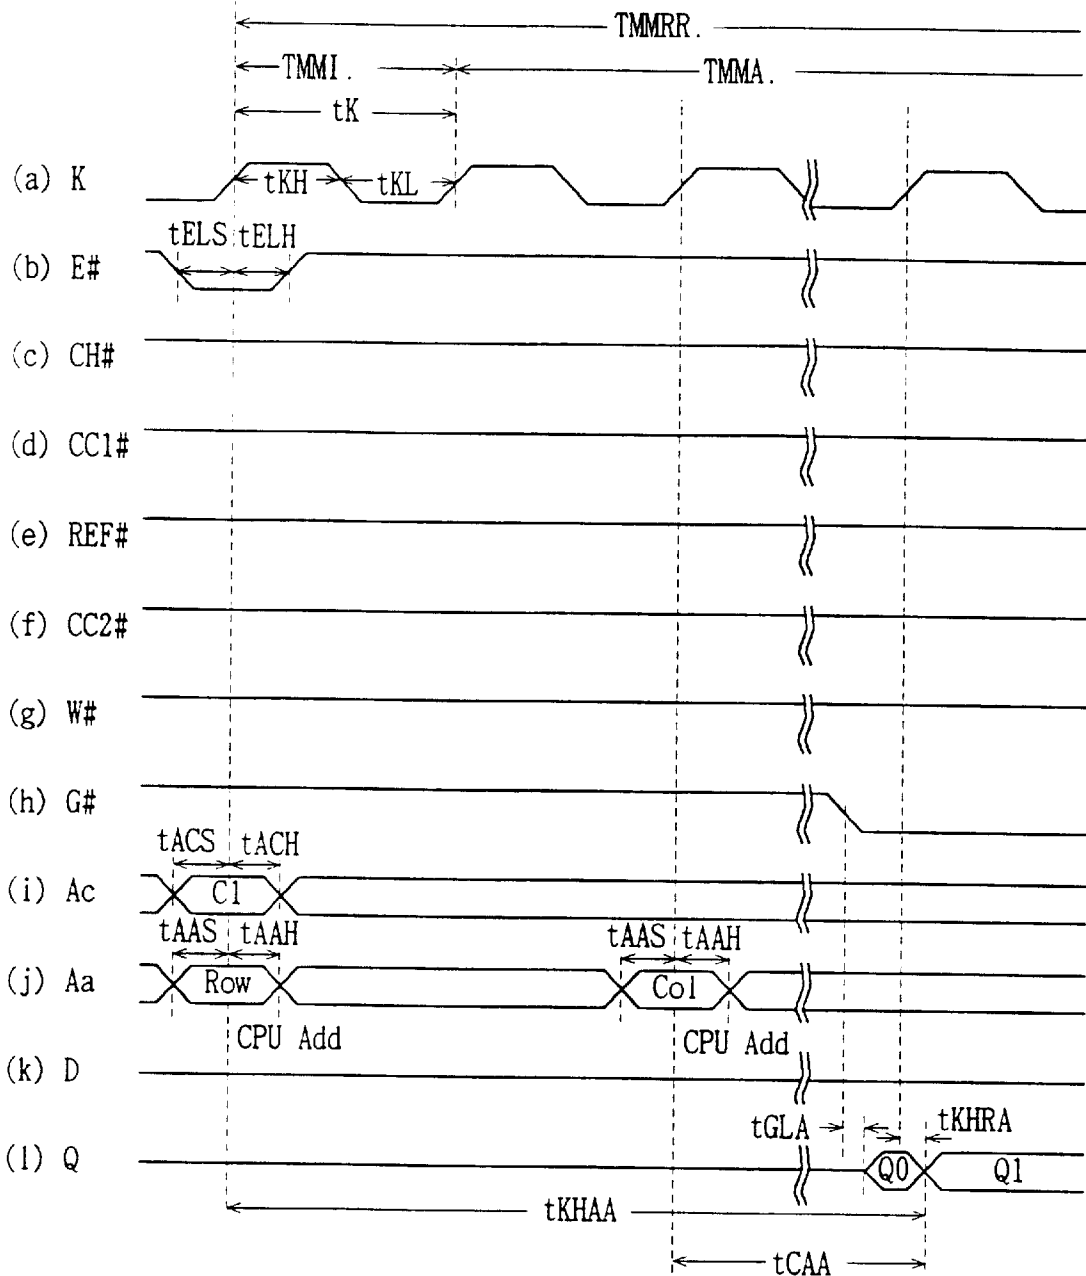 TMMRR.
TMMI. TMMA.
tK
(a) K tKH tKL
tELS tELH
(b) E#
(c) CH#
(d) CC1#
(e) REF#
(f) CC2#
(g) W#
(h) G#
tACS tACH
(i) Ac C1
tAAS tAAH tAAS tAAH
(j) Aa Row Col
CPU Add CPU Add
(k) D
tGLA tKHRA
(l) Q Q0 Q1
tKHAA
tCAA